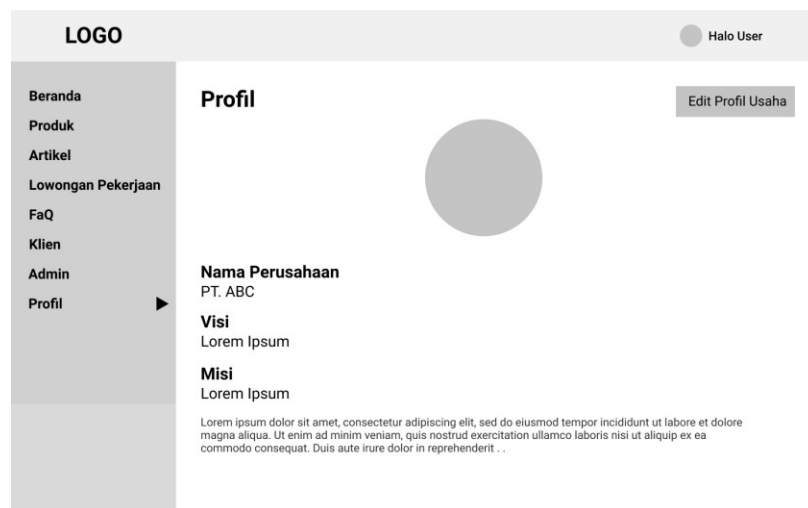 LOGO
Halo User
Beranda
Produk
Artikel
Lowongan Pekerjaan
FaQ
Klien
Admin
Profil
Profil
Edit Profil Usaha
Nama Perusahaan
PT. ABC
Visi
Lorem Ipsum
Misi
Lorem Ipsum
Lorem ipsum dolor sit amet, consectetur adipiscing elit, sed do eiusmod tempor incididunt ut labore et dolore
magna aliqua. Ut enim ad minim veniam, quis nostrud exercitation ullamco laboris nisi ut aliquip ex ea
commodo consequat. Duis aute irure dolor in reprehenderit . .